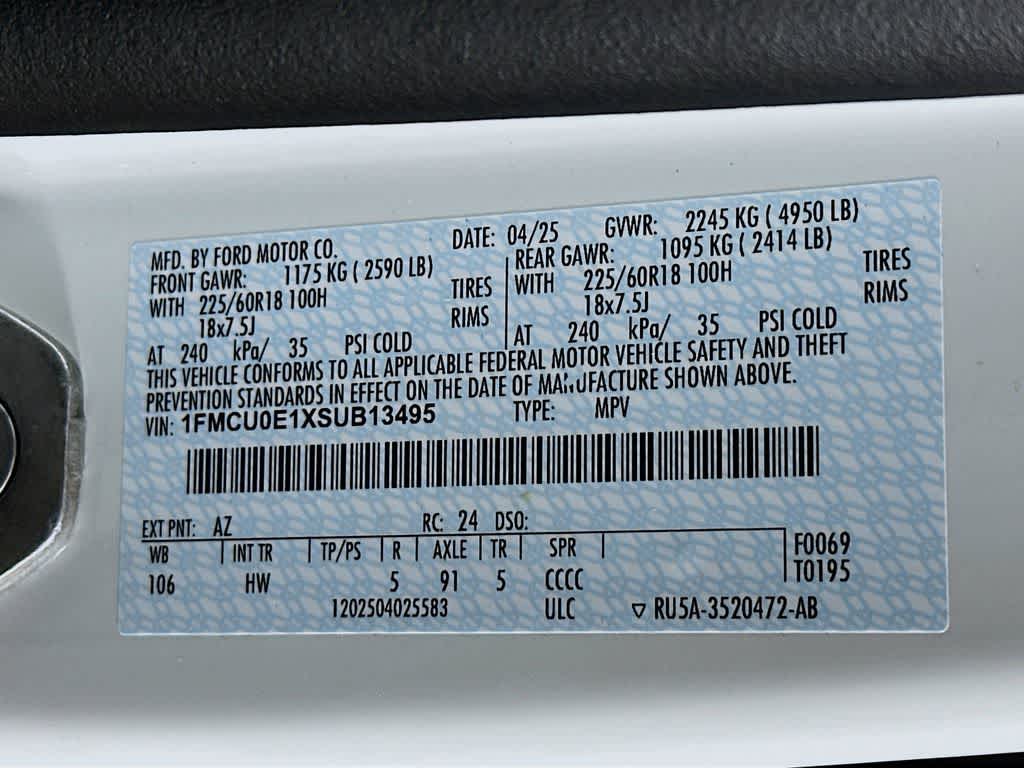 MFD. BY FORD MOTOR CO. DATE: 04/25 GVWR: 2245 KG ( 4950 LB)
FRONT GAWR: 1175 KG ( 2590 LB) REAR GAWR: 1095 KG ( 2414 LB)
WITH 225/60R18 100H TIRES WITH 225/60R18 100H TIRES
18x7.5J RIMS 18x7.5J RIMS
AT 240 kPa/ 35 PSI COLD AT 240 kPa/ 35 PSI COLD
THIS VEHICLE CONFORMS TO ALL APPLICABLE FEDERAL MOTOR VEHICLE SAFETY AND THEFT
PREVENTION STANDARDS IN EFFECT ON THE DATE OF MANUFACTURE SHOWN ABOVE.
VIN: 1FMCU0E1XSUB13495 TYPE: MPV
EXT PNT: AZ RC: 24 DSO:
WB | INT TR | TP/PS | R | AXLE | TR | SPR | F0069
106 HW 5 91 5 CCCC T0195
1202504025583 ULC ▽ RU5A-3520472-AB